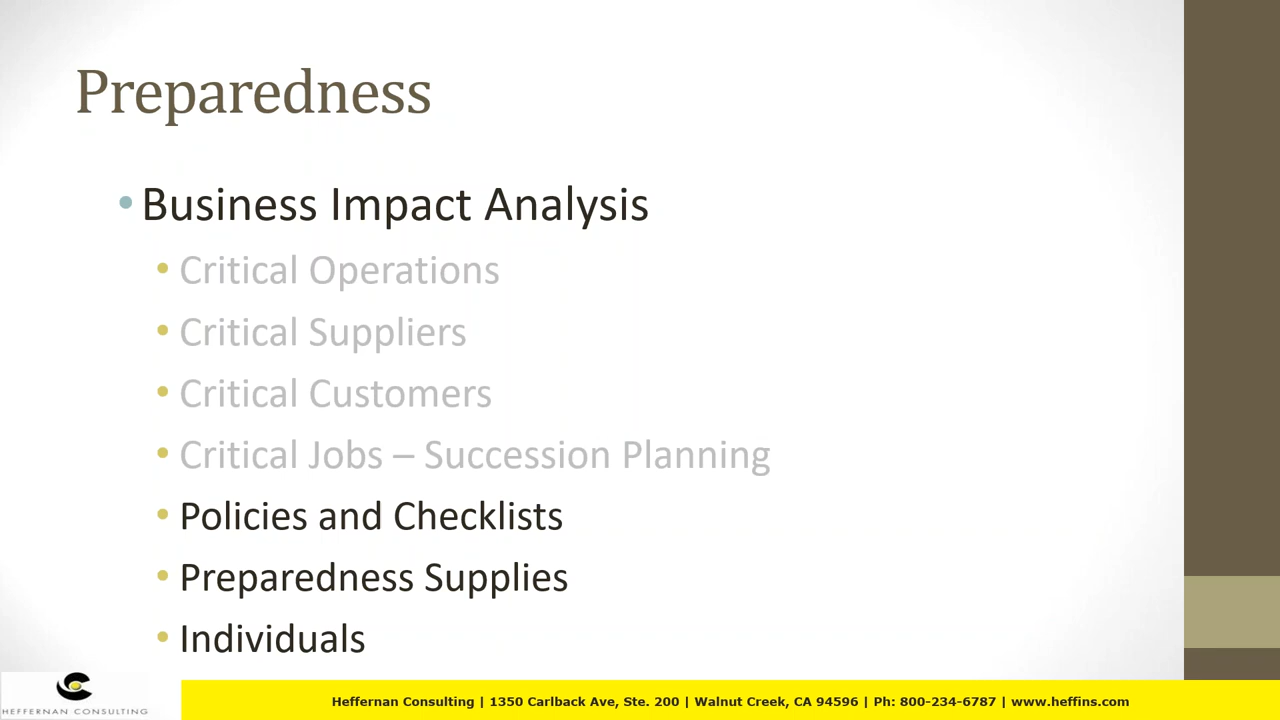 Preparedness
• Business Impact Analysis
• Critical Operations
• Critical Suppliers
• Critical Customers
• Critical Jobs – Succession Planning
• Policies and Checklists
• Preparedness Supplies
• Individuals
HEFFERNAN CONSULTING
Heffernan Consulting | 1350 Carlback Ave, Ste. 200 | Walnut Creek, CA 94596 | Ph: 800-234-6787 | www.heffins.com